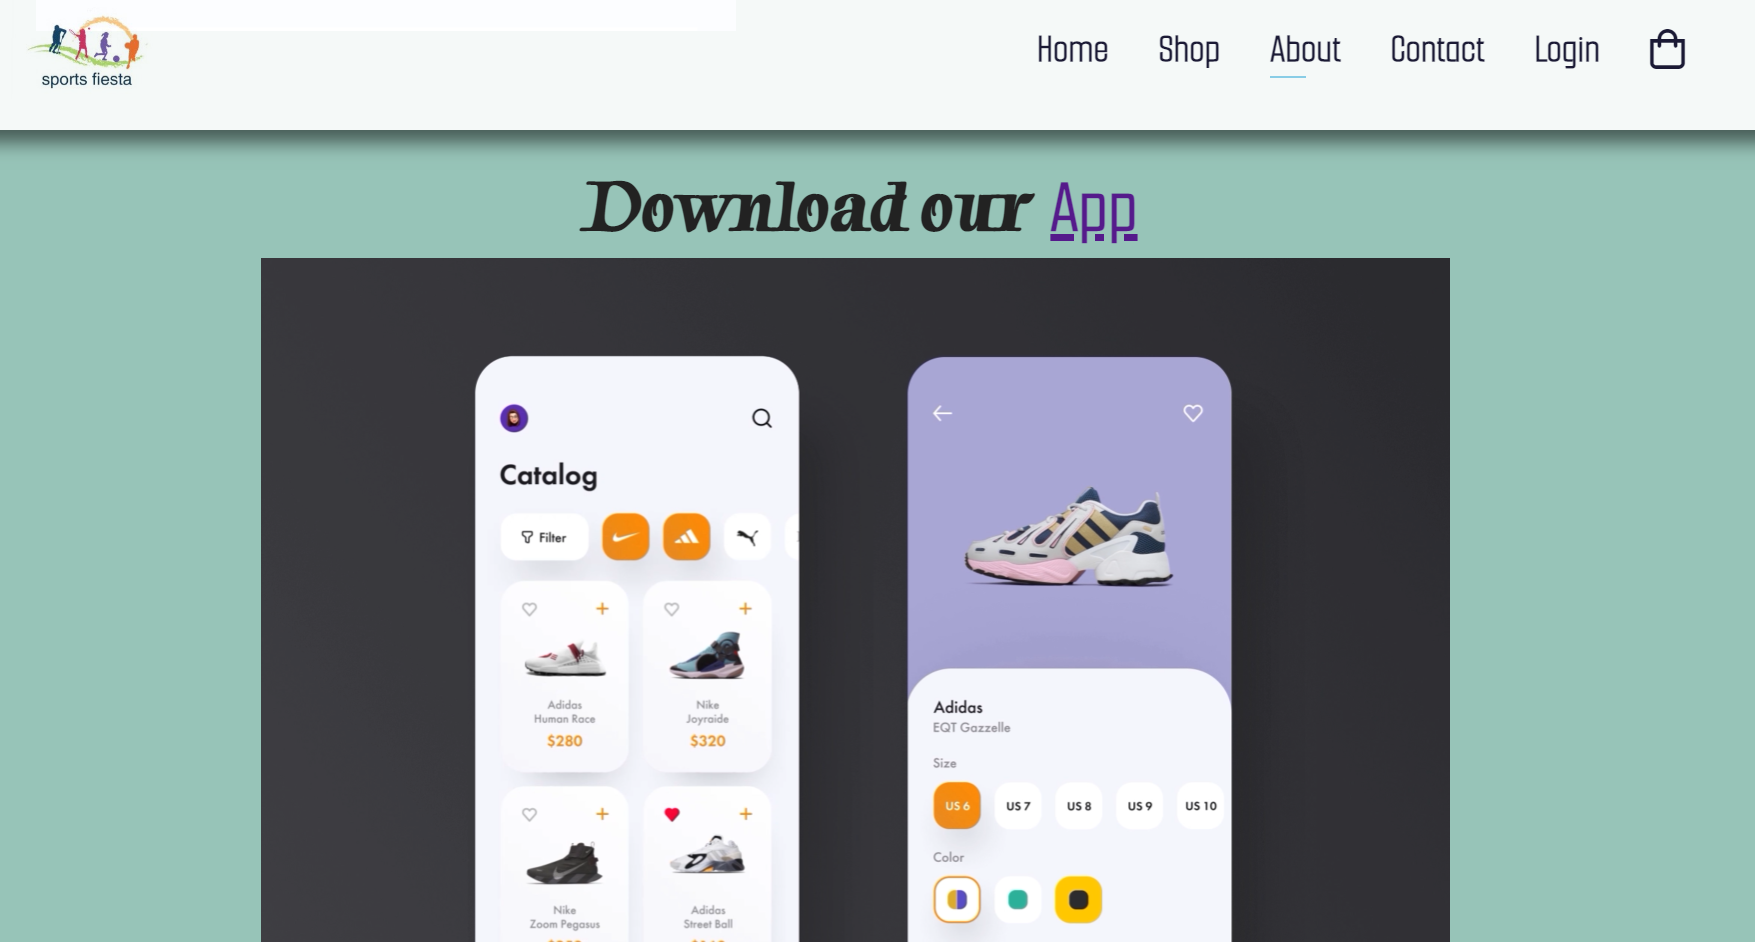 Home Shop About Contact Login
sports fiesta
Download our App
Catalog
Filter
Adidas
Human Race
$280
Nike
Joyraide
$320
Nike
Zoom Pegasus
Adidas
Street Ball
Adidas
EQT Gazzelle
Size
US 6 US 7 US 8 US 9 US 10
Color